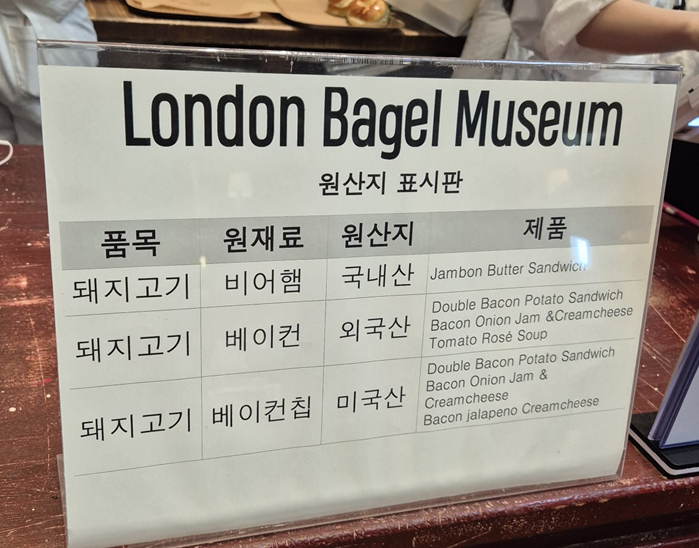 London Bagel Museum
원산지 표시판
품목 원재료 원산지 제품
돼지고기 비어햄 국내산 Jambon Butter Sandwich
돼지고기 베이컨 외국산 Double Bacon Potato Sandwich
Bacon Onion Jam &Creamcheese
Tomato Rosé Soup
돼지고기 베이컨칩 미국산 Double Bacon Potato Sandwich
Bacon Onion Jam &
Creamcheese
Bacon jalapeno Creamcheese